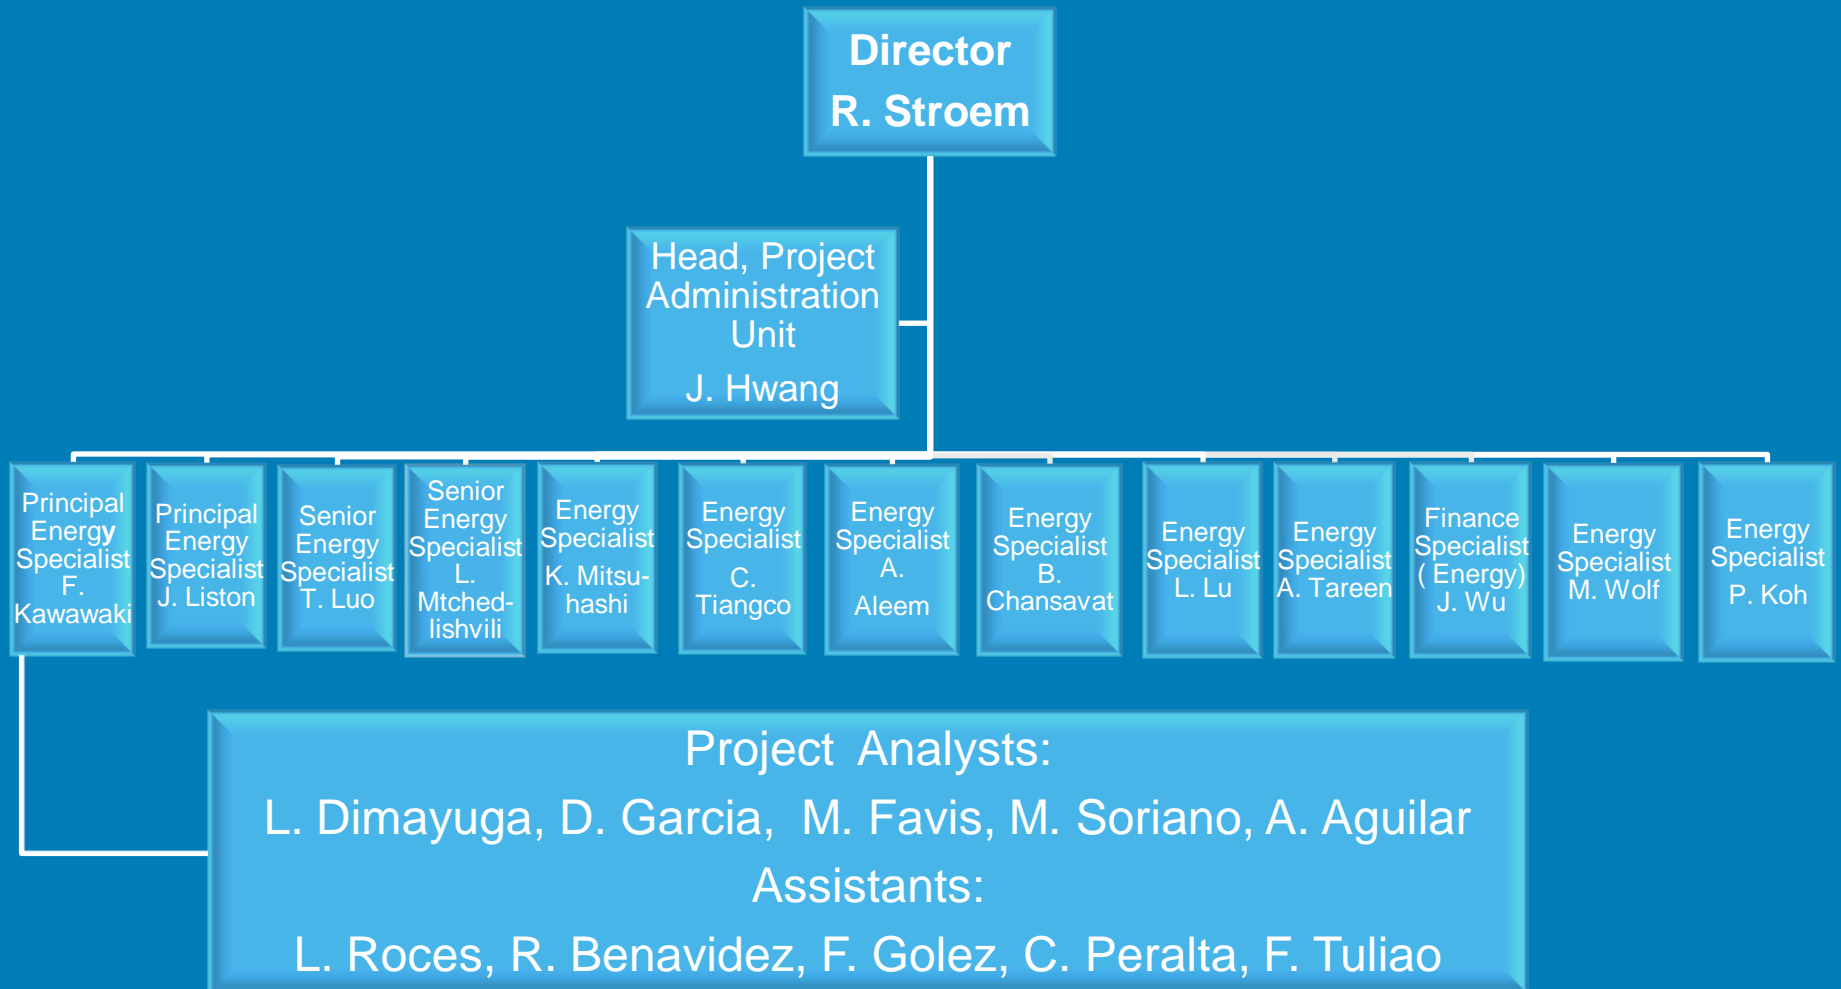 Director
R. Stroem
Head, Project
Administration
Unit
J. Hwang
Principal
Energy
Specialist
F.
Kawawaki
Principal
Energy
Specialist
J. Liston
Senior
Energy
Specialist
T. Luo
Senior
Energy
Specialist
L.
Mtched-
lishvili
Energy
Specialist
K. Mitsu-
hashi
Energy
Specialist
C.
Tiangco
Energy
Specialist
A.
Aleem
Energy
Specialist
B.
Chansavat
Energy
Specialist
L. Lu
Energy
Specialist
A. Tareen
Finance
Specialist
( Energy)
J. Wu
Energy
Specialist
M. Wolf
Energy
Specialist
P. Koh
Project Analysts:
L. Dimayuga, D. Garcia, M. Favis, M. Soriano, A. Aguilar
Assistants:
L. Roces, R. Benavidez, F. Golez, C. Peralta, F. Tuliao